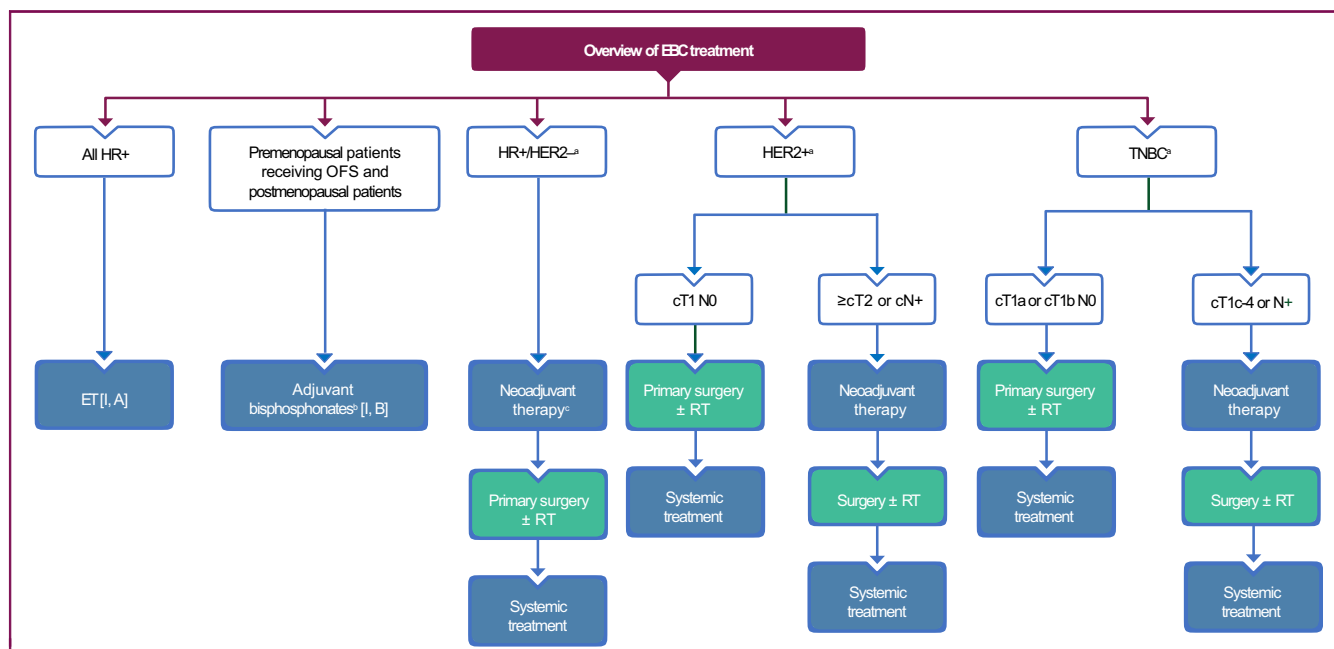 Overview of EBC treatment
All HR+
Premenopausal patients
receiving OFS and
postmenopausal patients
HR+/HER2–ᵃ
HER2+ᵃ
TNBCᵃ
cT1 N0
≥cT2 or cN+
cT1a or cT1b N0
cT1c-4 or N+
ET [I, A]
Adjuvant
bisphosphonatesᵇ [I, B]
Neoadjuvant
therapyᶜ
Primary surgery
± RT
Neoadjuvant
therapy
Primary surgery
± RT
Neoadjuvant
therapy
Primary surgery
± RT
Systemic
treatment
Surgery ± RT
Systemic
treatment
Surgery ± RT
Systemic
treatment
Systemic
treatment
Systemic
treatment